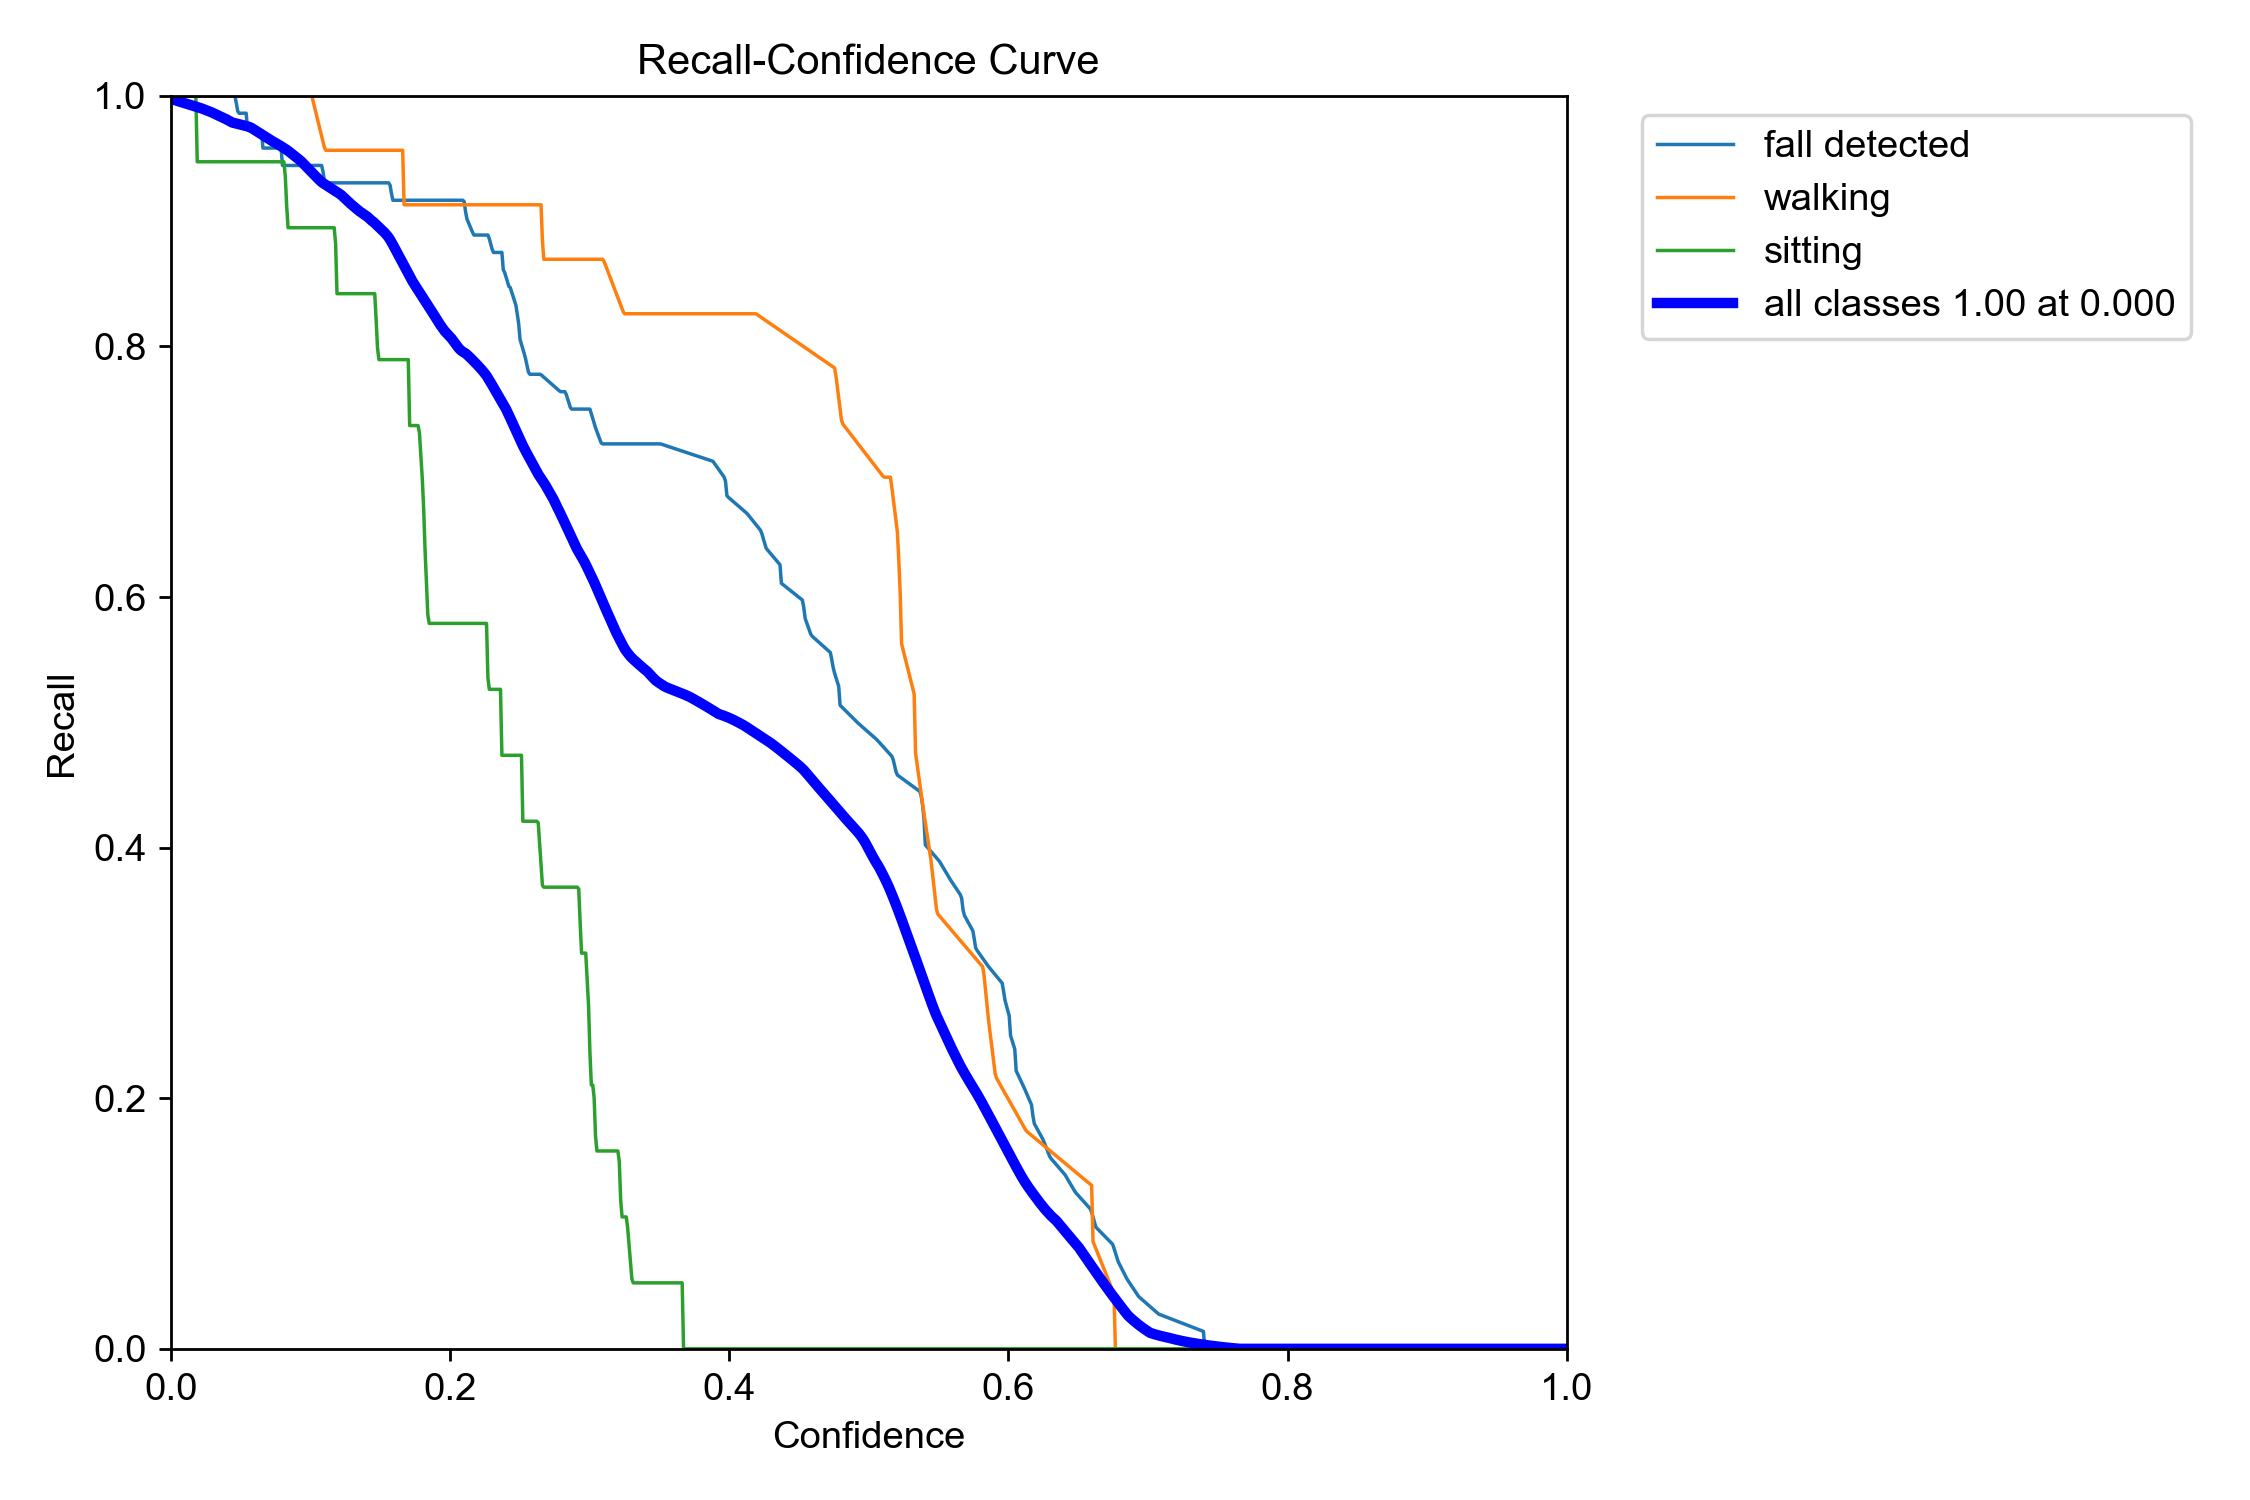 Recall-Confidence Curve
1.0
0.8
0.6
0.4
0.2
0.0
Recall
0.0 0.2 0.4 0.6 0.8 1.0
Confidence
fall detected
walking
sitting
all classes 1.00 at 0.000